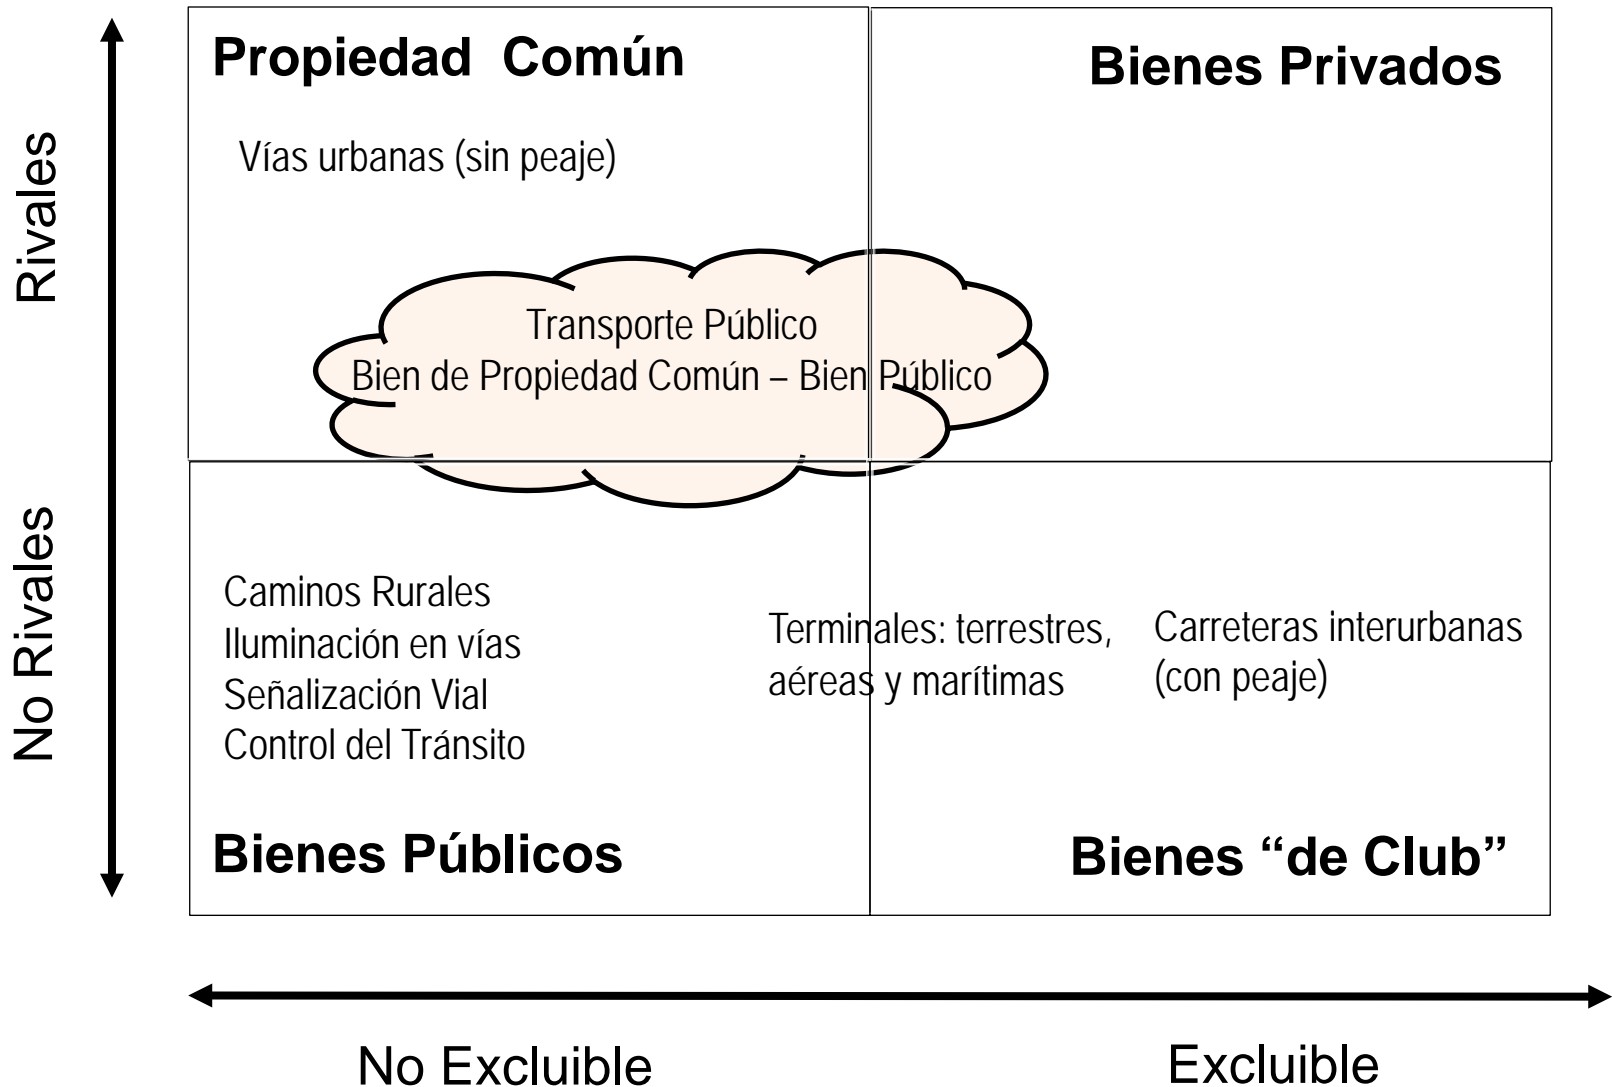 Propiedad Común
Bienes Privados
Vías urbanas (sin peaje)
Rivales
Transporte Público
Bien de Propiedad Común – Bien Público
No Rivales
Caminos Rurales
Iluminación en vías
Señalización Vial
Control del Tránsito
Terminales: terrestres,
aéreas y marítimas
Carreteras interurbanas
(con peaje)
Bienes Públicos
Bienes “de Club”
No Excluible
Excluible